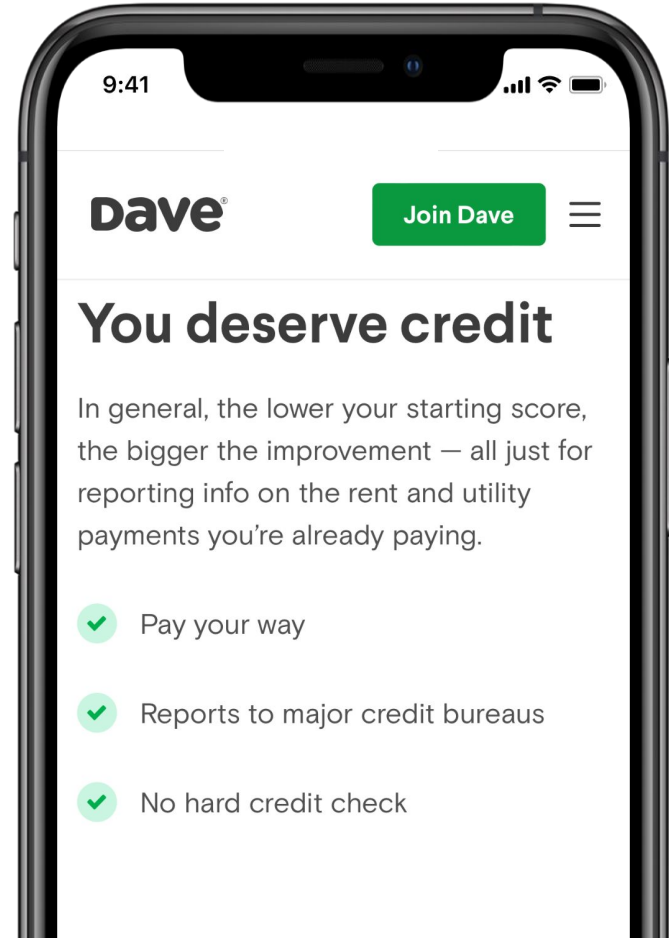 9:41
Dave®
Join Dave
You deserve credit
In general, the lower your starting score,
the bigger the improvement — all just for
reporting info on the rent and utility
payments you’re already paying.
Pay your way
Reports to major credit bureaus
No hard credit check